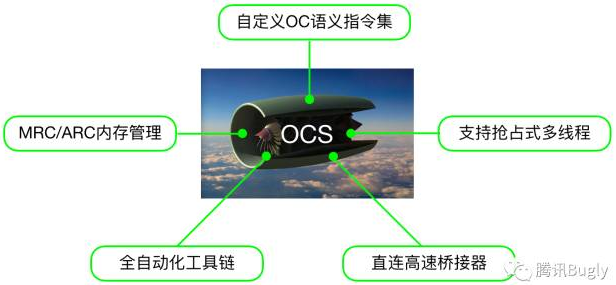 自定义OC语义指令集
MRC/ARC内存管理
OCS
支持抢占式多线程
全自动化工具链
直连高速桥接器
腾讯Bugly